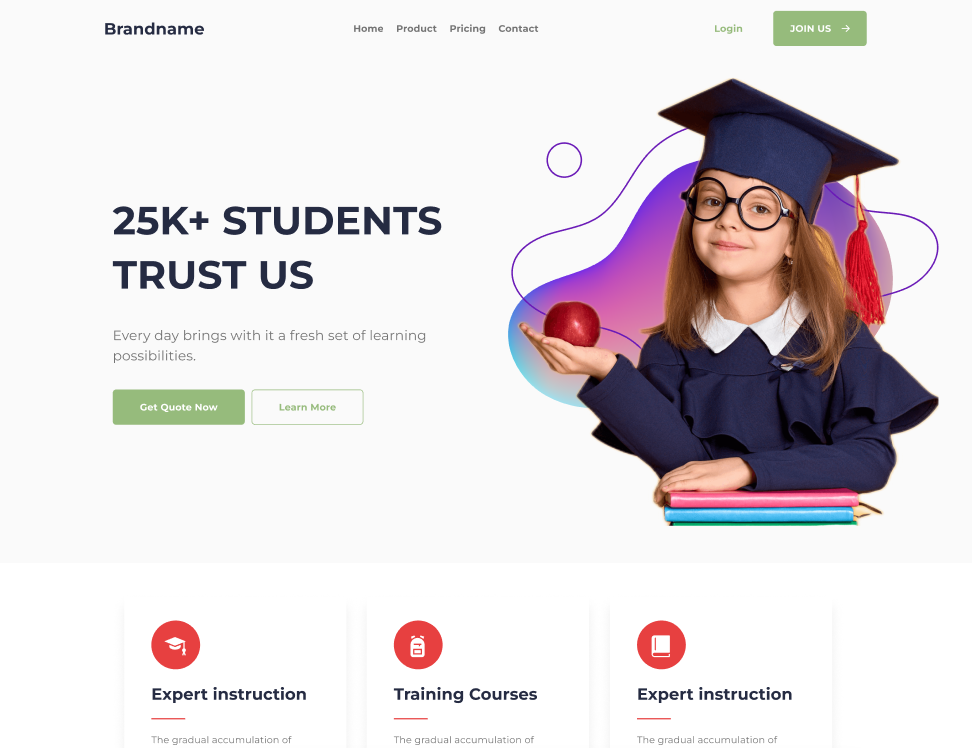 Brandname
Home Product Pricing Contact
Login
JOIN US
25K+ STUDENTS
TRUST US
Every day brings with it a fresh set of learning
possibilities.
Get Quote Now
Learn More
Expert instruction
The gradual accumulation of
Training Courses
The gradual accumulation of
Expert instruction
The gradual accumulation of